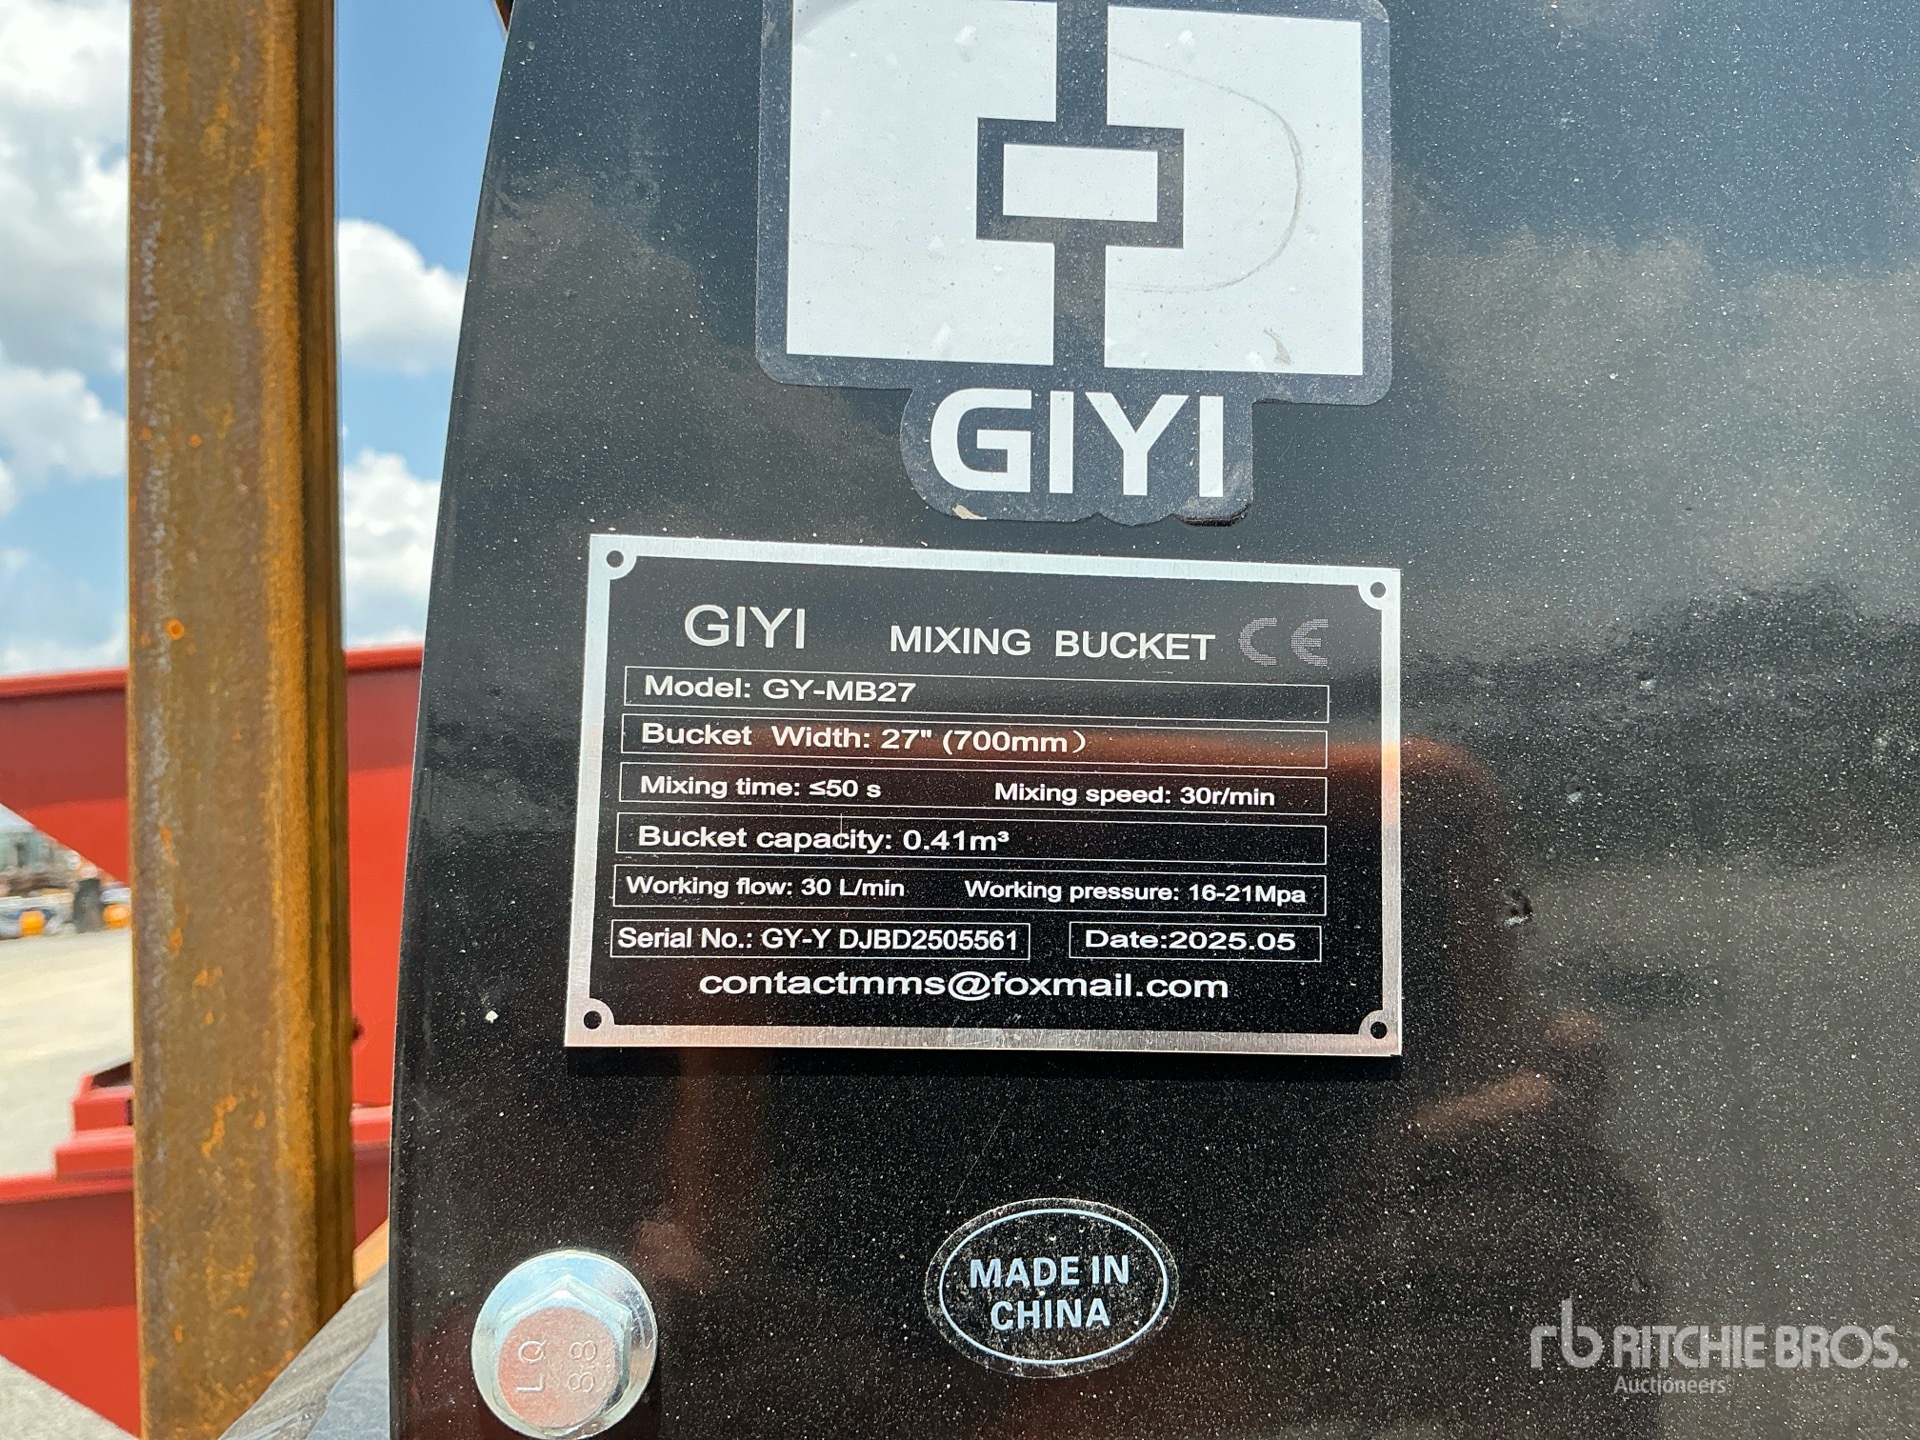 GIYI
GIYI MIXING BUCKET CE
Model: GY-MB27
Bucket Width: 27" (700mm）
Mixing time: ≤50 s Mixing speed: 30r/min
Bucket capacity: 0.41m³
Working flow: 30 L/min Working pressure: 16-21Mpa
Serial No.: GY-Y DJBD2505561 Date:2025.05
contactmms@foxmail.com
MADE IN
CHINA
LQ
8.8
rb RITCHIE BROS.
Auctioneers